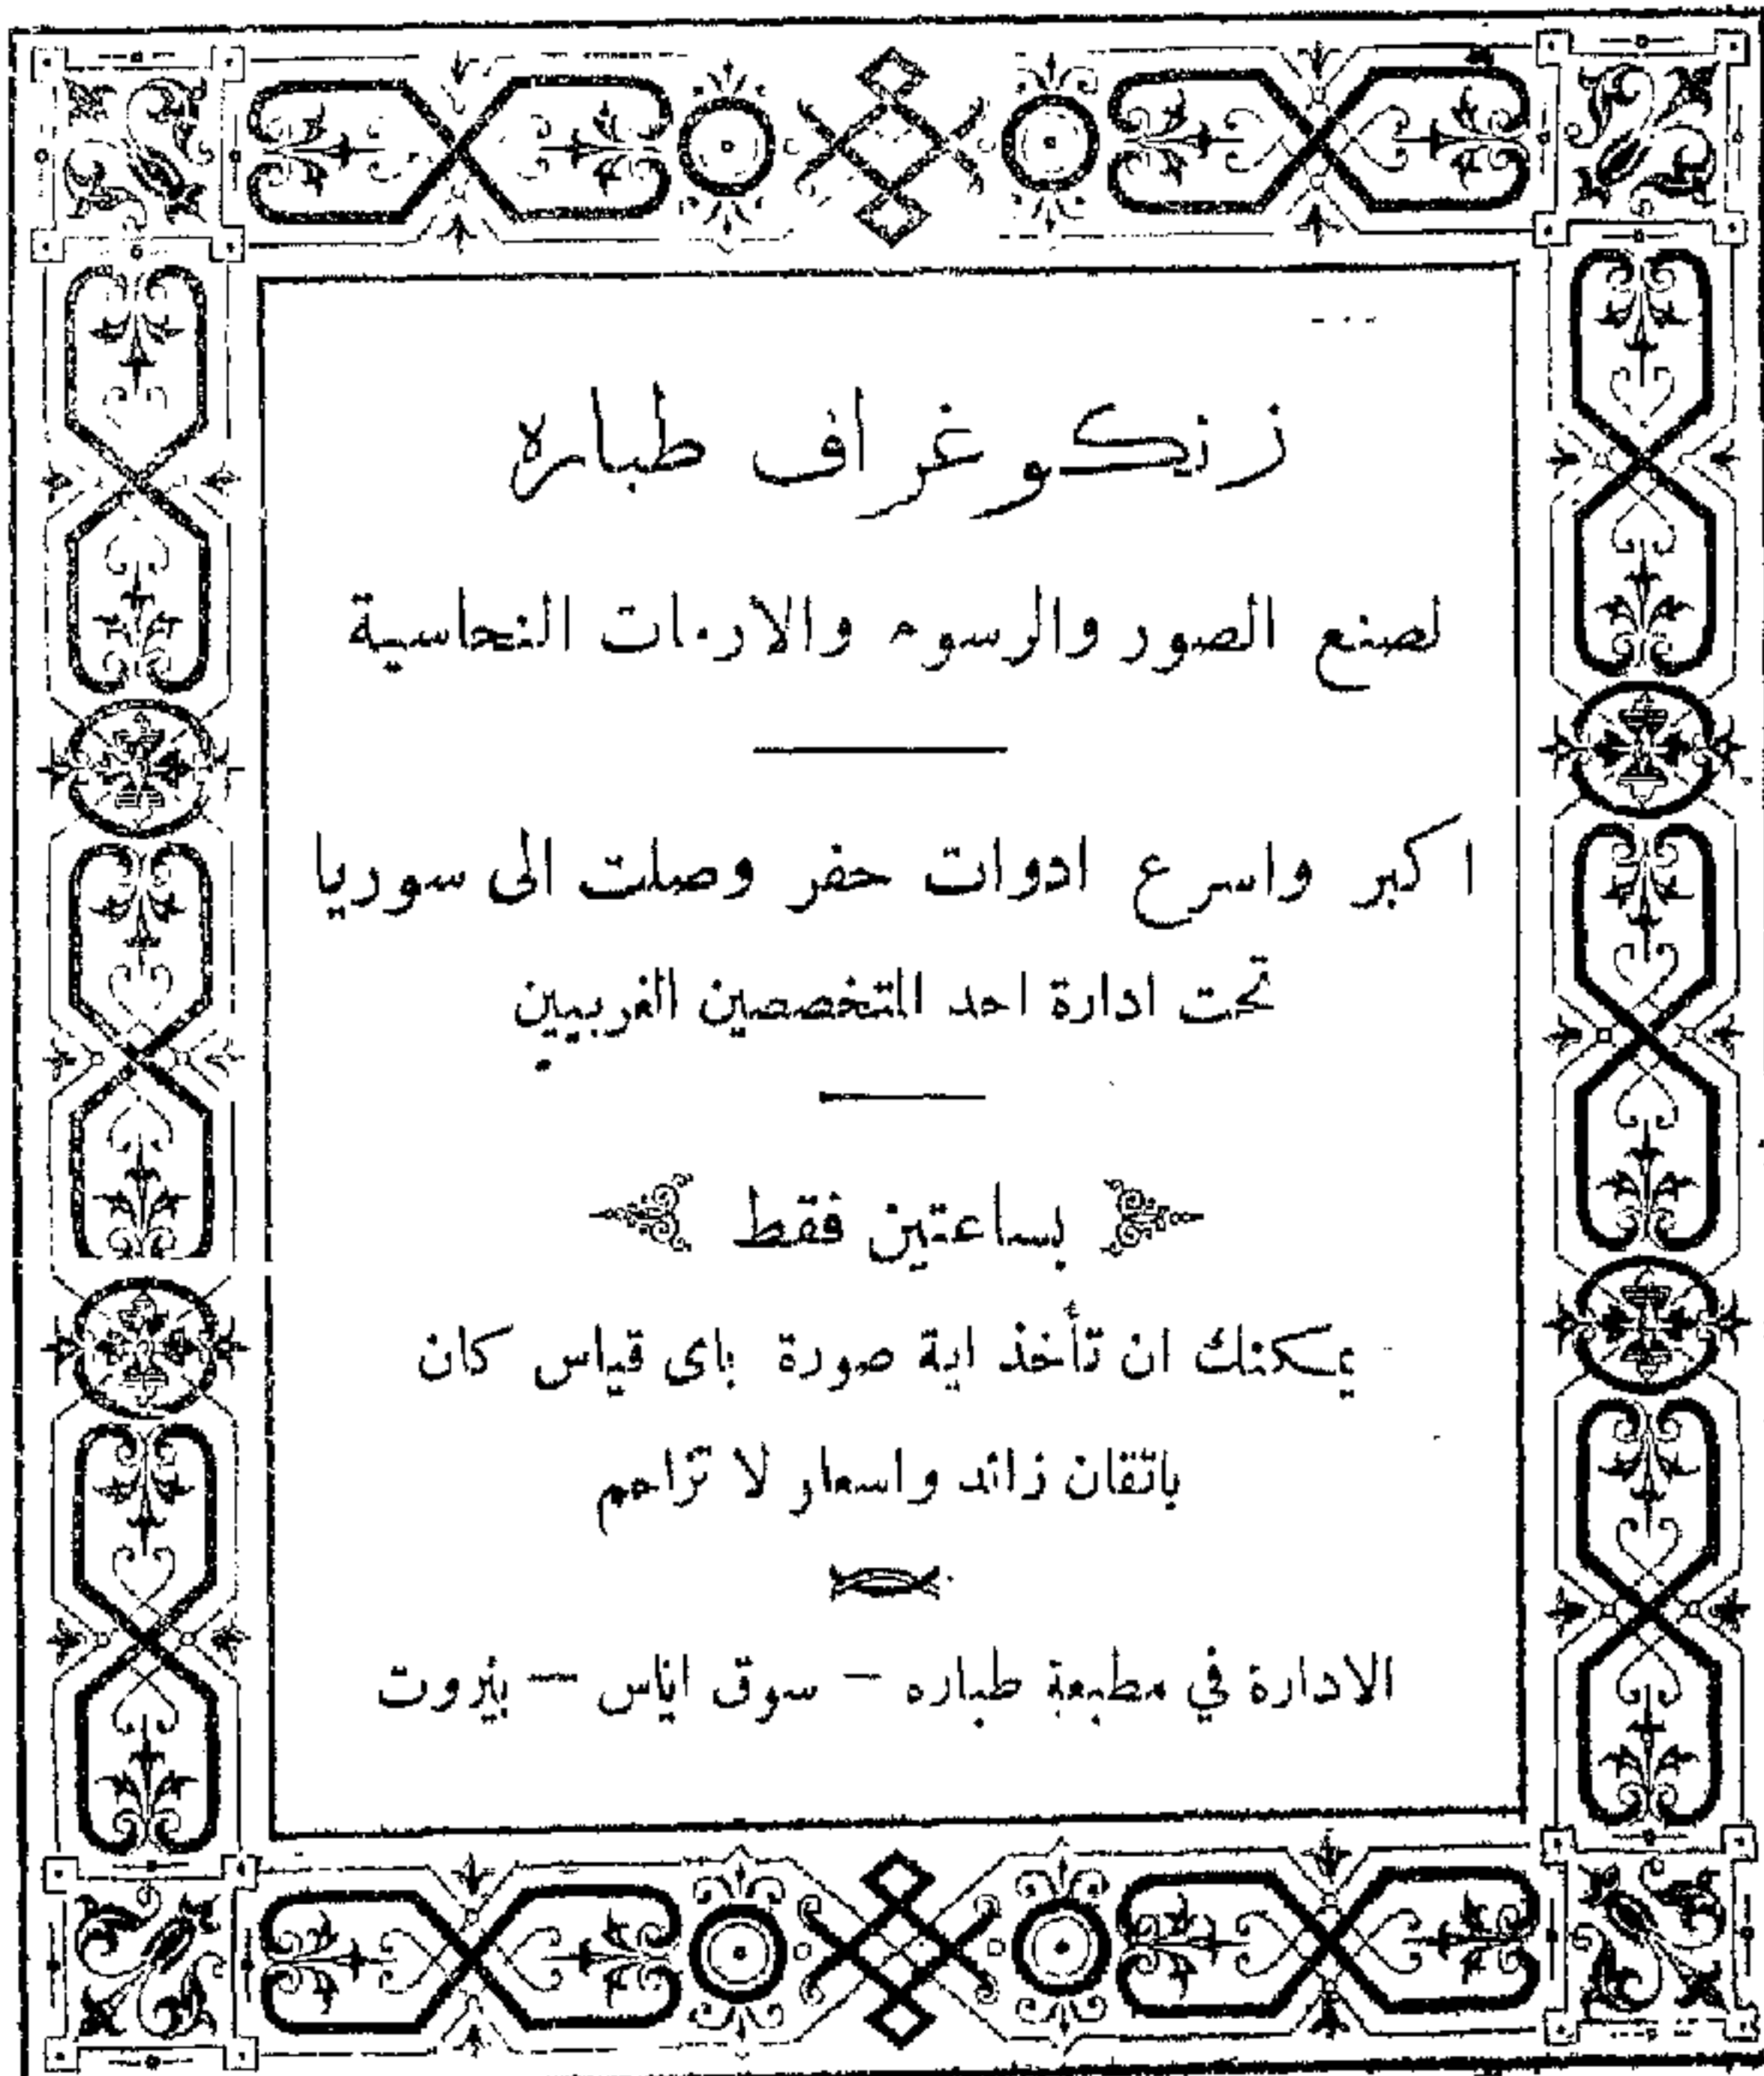 زنكوغراف طباره
لصنع الصور والرسوم والارمات النحاسية
اكبر واسرع ادوات حفر وصلت الى سوريا
تحت ادارة احد المتخصصين الغربيين
بساعتين فقط
يمكنك ان تأخذ اية صورة باى قياس كان
باتقان زائد واسعار لا تزاحم
الادارة في مطبعة طباره — سوق اياس — بيروت